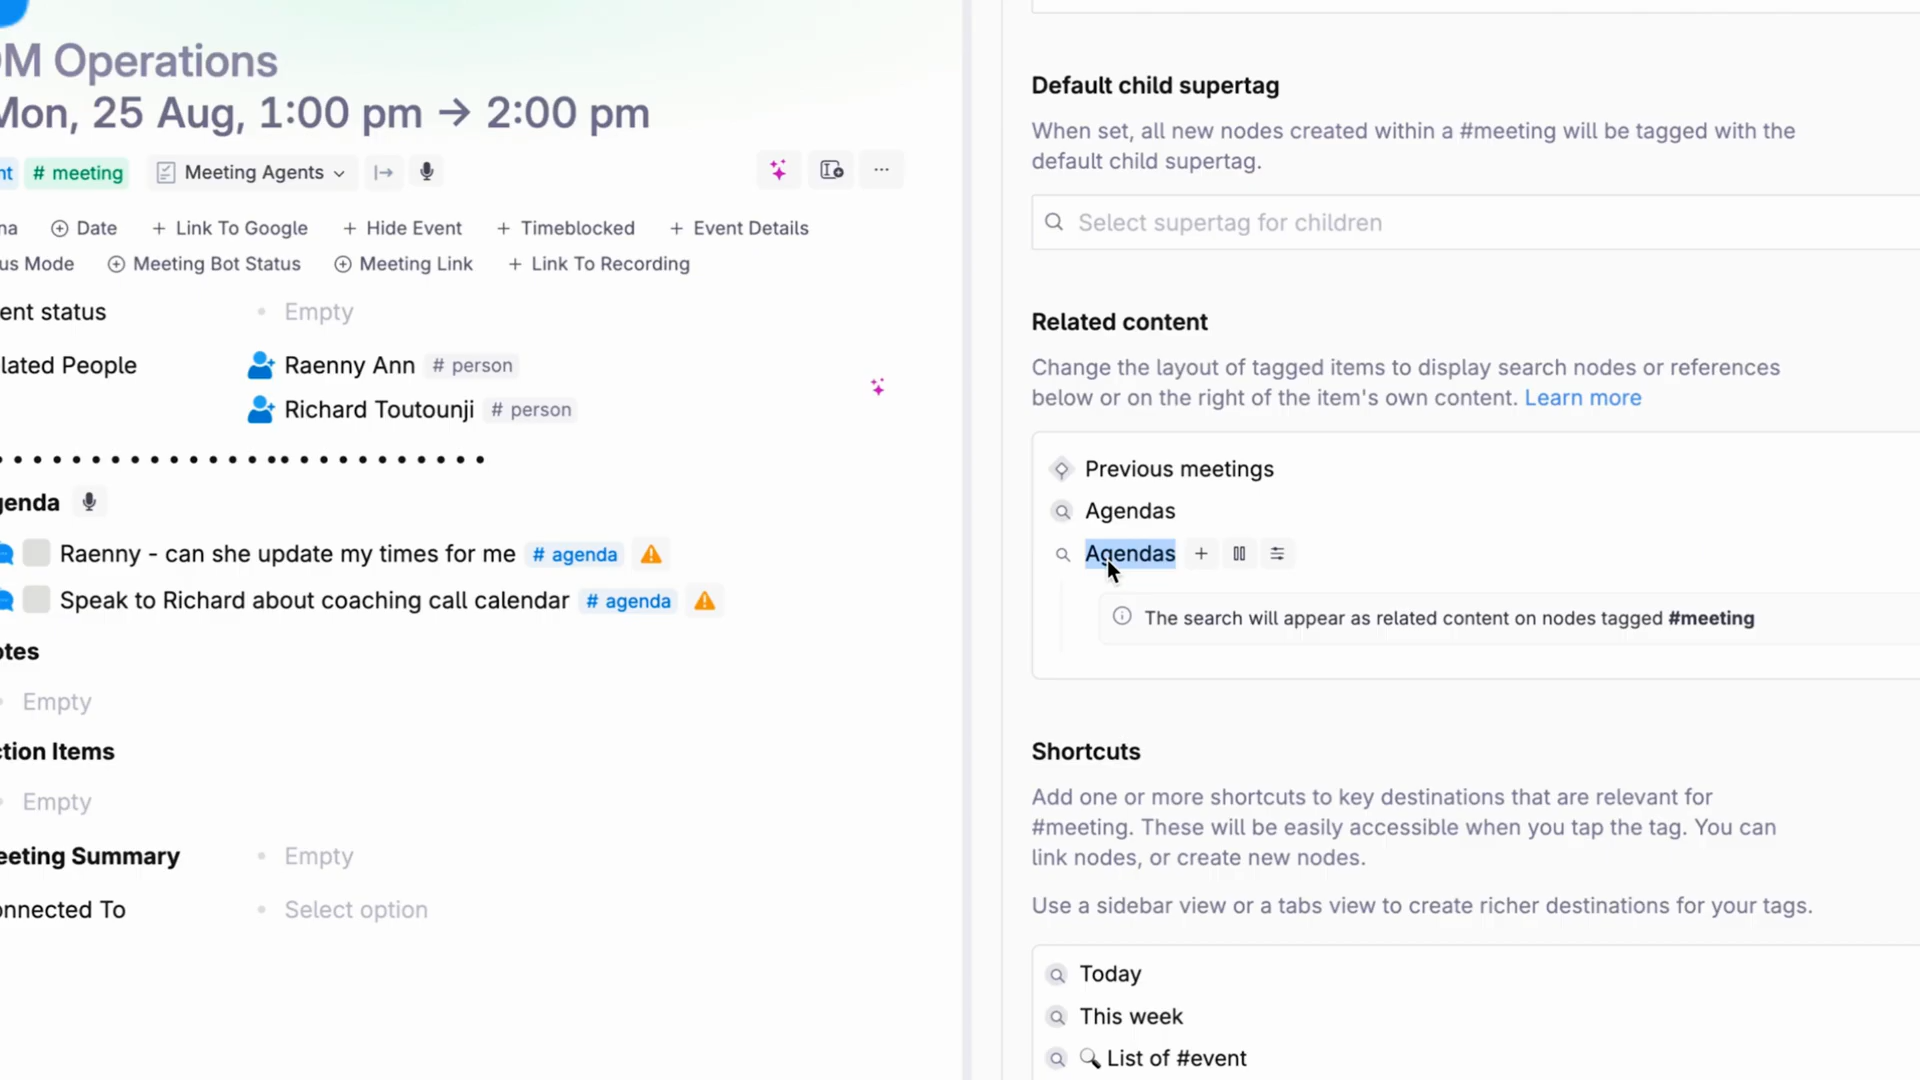 M Operations
Mon, 25 Aug, 1:00 pm → 2:00 pm
nt # meeting Meeting Agents
na Date + Link To Google + Hide Event + Timeblocked + Event Details
us Mode Meeting Bot Status Meeting Link + Link To Recording
ent status Empty
lated People Raenny Ann # person
Richard Toutounji # person
genda
Raenny - can she update my times for me # agenda
Speak to Richard about coaching call calendar # agenda
otes
Empty
ction Items
Empty
eeting Summary Empty
onnected To Select option
Default child supertag
When set, all new nodes created within a #meeting will be tagged with the
default child supertag.
Select supertag for children
Related content
Change the layout of tagged items to display search nodes or references
below or on the right of the item's own content. Learn more
Previous meetings
Agendas
Agendas
The search will appear as related content on nodes tagged #meeting
Shortcuts
Add one or more shortcuts to key destinations that are relevant for
#meeting. These will be easily accessible when you tap the tag. You can
link nodes, or create new nodes.
Use a sidebar view or a tabs view to create richer destinations for your tags.
Today
This week
List of #event